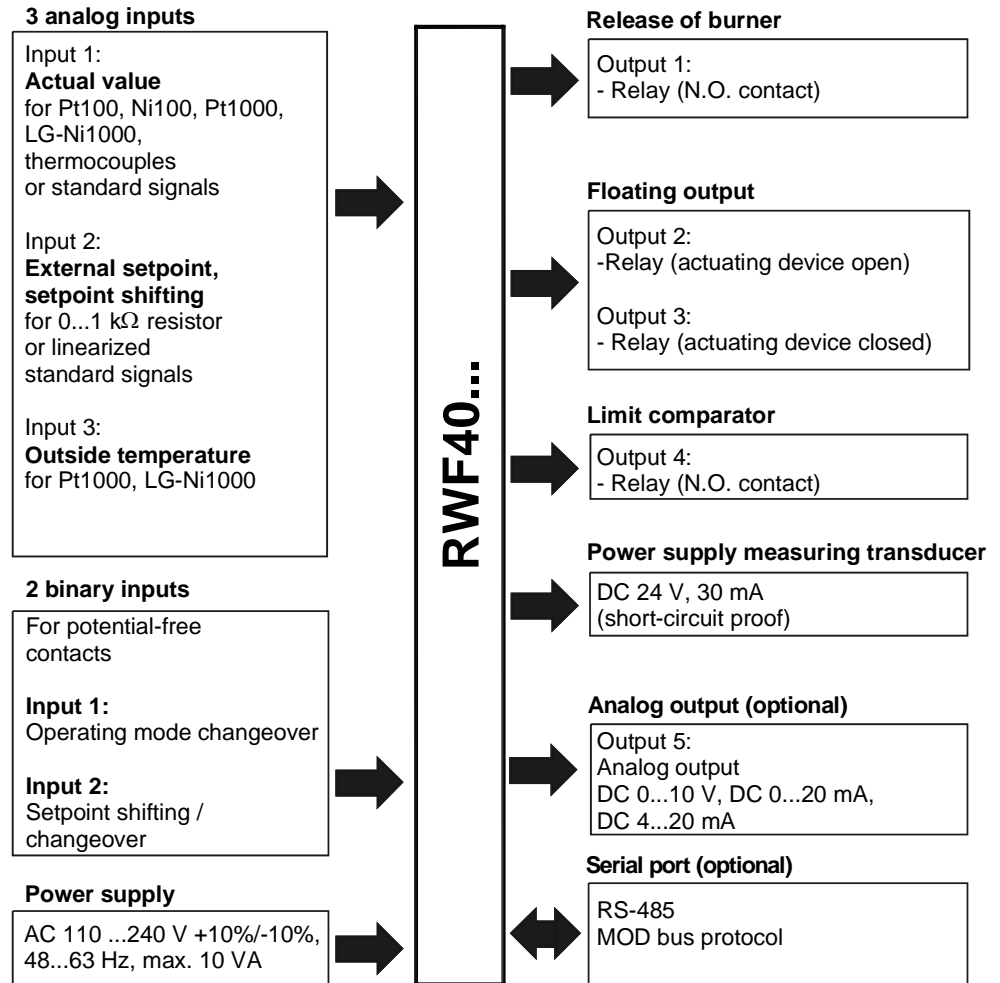 3 analog inputs
Input 1:
Actual value
for Pt100, Ni100, Pt1000,
LG-Ni1000,
thermocouples
or standard signals
Input 2:
External setpoint,
setpoint shifting
for 0...1 kΩ resistor
or linearized
standard signals
Input 3:
Outside temperature
for Pt1000, LG-Ni1000
2 binary inputs
For potential-free
contacts
Input 1:
Operating mode changeover
Input 2:
Setpoint shifting /
changeover
Power supply
AC 110 ...240 V +10%/-10%,
48...63 Hz, max. 10 VA
RWF40...
Release of burner
Output 1:
- Relay (N.O. contact)
Floating output
Output 2:
-Relay (actuating device open)
Output 3:
- Relay (actuating device closed)
Limit comparator
Output 4:
- Relay (N.O. contact)
Power supply measuring transducer
DC 24 V, 30 mA
(short-circuit proof)
Analog output (optional)
Output 5:
Analog output
DC 0...10 V, DC 0...20 mA,
DC 4...20 mA
Serial port (optional)
RS-485
MOD bus protocol